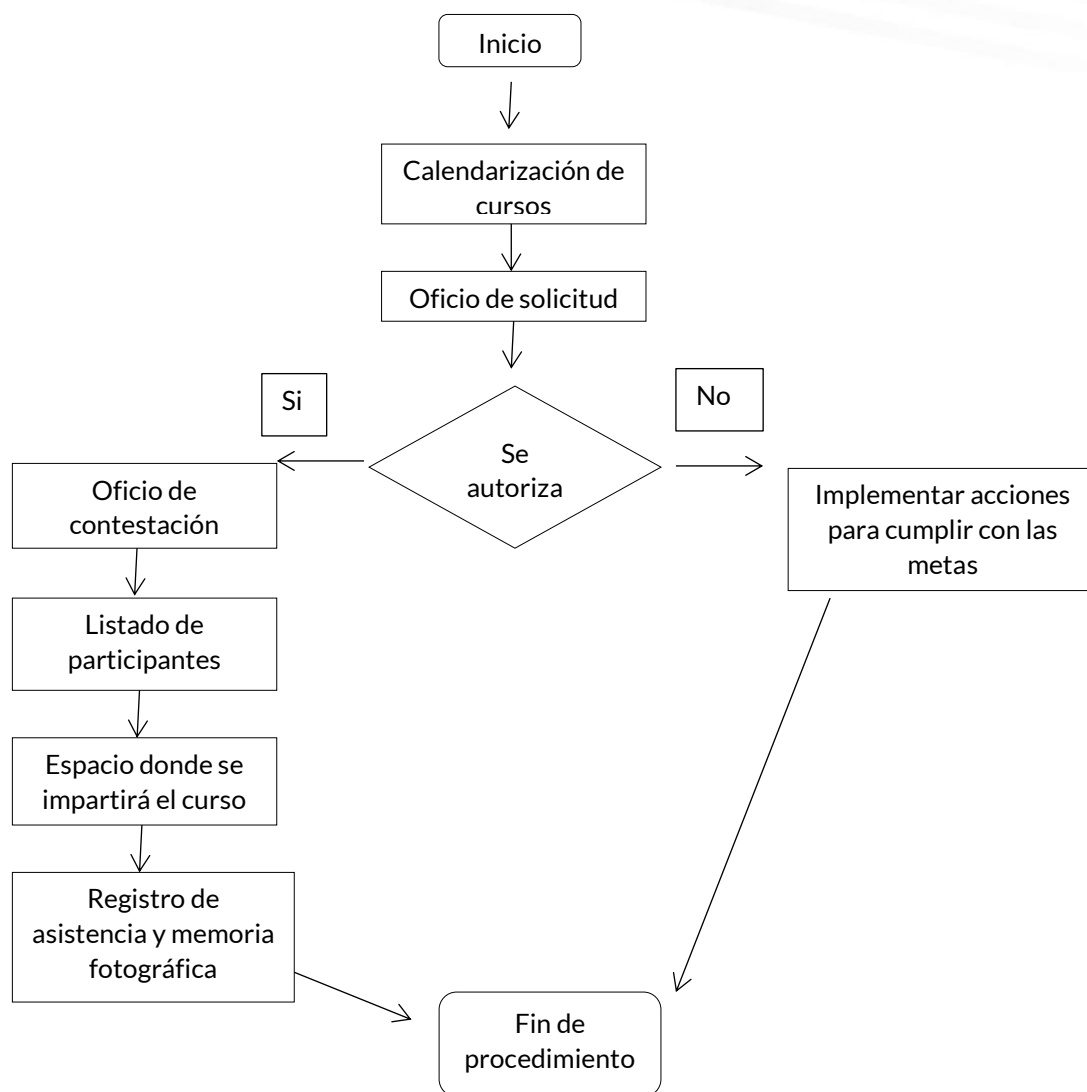 Inicio
Calendarización de
cursos
Oficio de solicitud
Si
No
Se
autoriza
Oficio de
contestación
Implementar acciones
para cumplir con las
metas
Listado de
participantes
Espacio donde se
impartirá el curso
Registro de
asistencia y memoria
fotográfica
Fin de
procedimiento